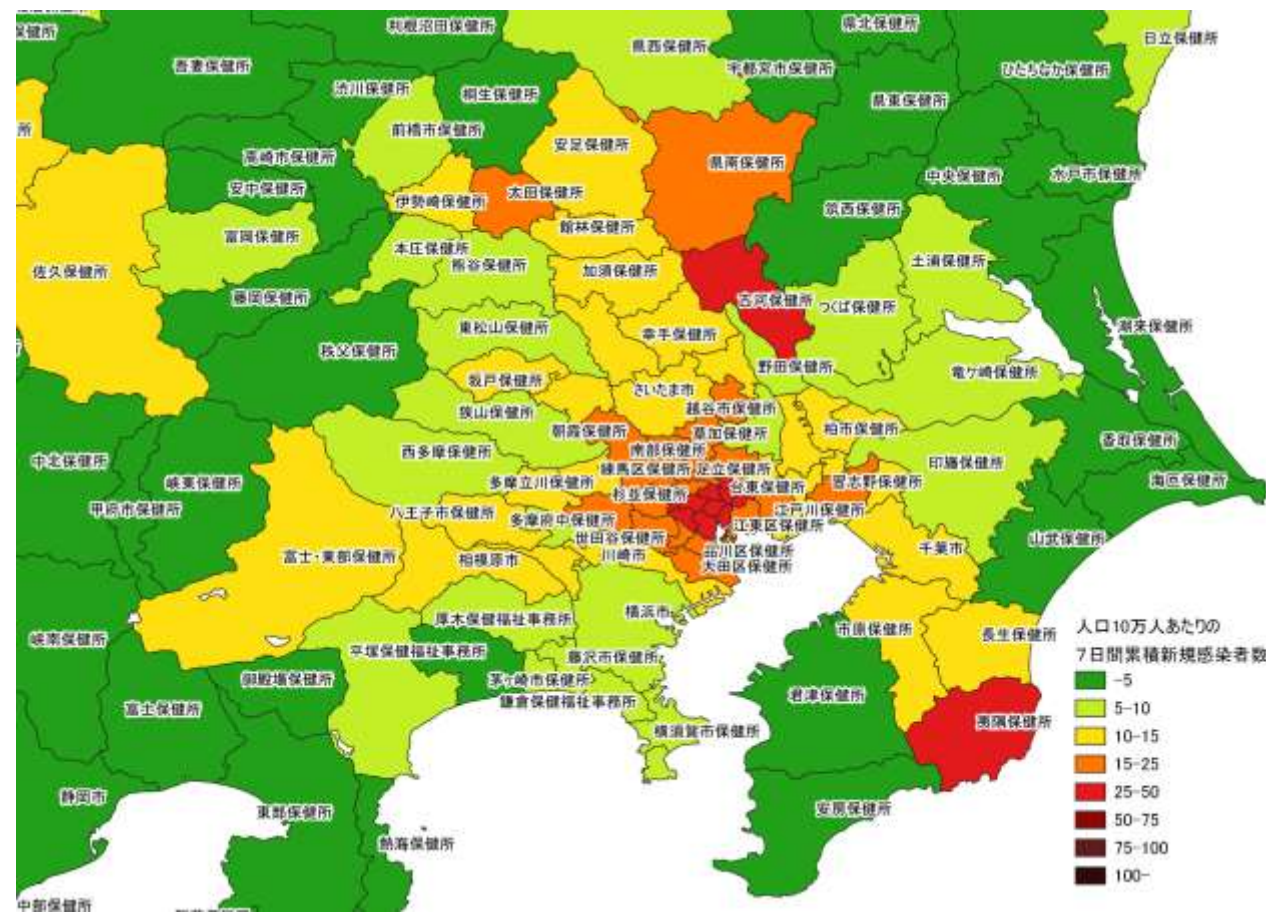 保健所
利根沼田保健所
県北保健所
日立保健所
県西保健所
吾妻保健所
宇都宮市保健所
ひたちなか保健所
渋川保健所
桐生保健所
県東保健所
所
前橋市保健所
安足保健所
高崎市保健所
県南保健所
安中保健所
太田保健所
中央保健所
水戸市保健所
伊勢崎保健所
筑西保健所
館林保健所
富岡保健所
本庄保健所
土浦保健所
佐久保健所
熊谷保健所
加須保健所
藤岡保健所
古河保健所
つくば保健所
東松山保健所
幸手保健所
潮来保健所
秩父保健所
野田保健所
竜ケ崎保健所
坂戸保健所
さいたま市
狭山保健所
越谷市保健所
朝霞保健所
草加保健所
柏市保健所
西多摩保健所
南部保健所
香取保健所
中北保健所
練馬区保健所
足立保健所
印旛保健所
峡東保健所
多摩立川保健所
台東保健所
習志野保健所
海匝保健所
甲府市保健所
杉並保健所
八王子市保健所
多摩府中保健所
江戸川保健所
江東区保健所
世田谷保健所
山武保健所
富士・東部保健所
相模原市
川崎市
品川区保健所
千葉市
大田区保健所
厚木保健福祉事務所
横浜市
市原保健所
長生保健所
峡南保健所
平塚保健福祉事務所
藤沢市保健所
御殿場保健所
茅ヶ崎市保健所
君津保健所
富士保健所
鎌倉保健福祉事務所
夷隅保健所
横須賀市保健所
静岡市
東部保健所
安房保健所
熱海保健所
中部保健所
人口10万人あたりの
7日間累積新規感染者数
-5
5-10
10-15
15-25
25-50
50-75
75-100
100-